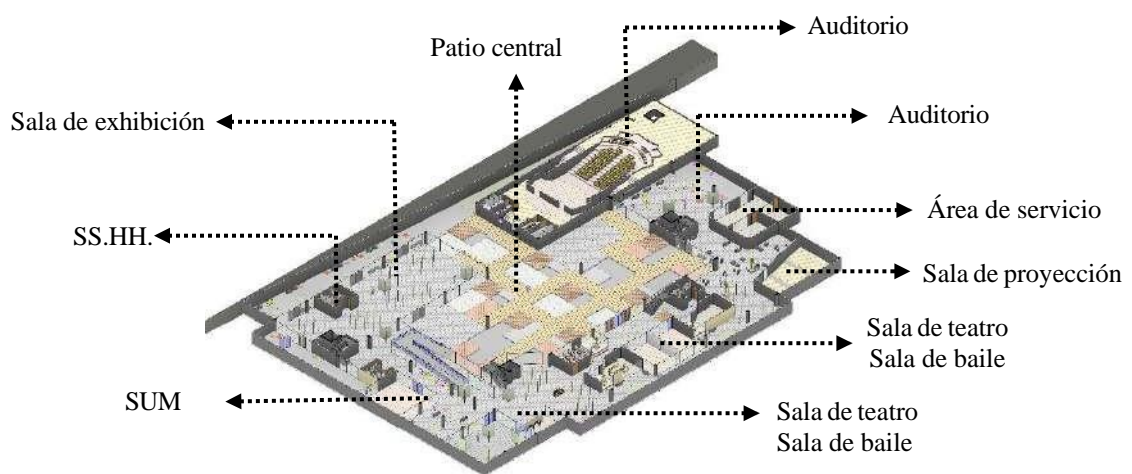 Auditorio
Patio central
Auditorio
Sala de exhibición
Área de servicio
SS.HH.
Sala de proyección
Sala de teatro
Sala de baile
SUM
Sala de teatro
Sala de baile